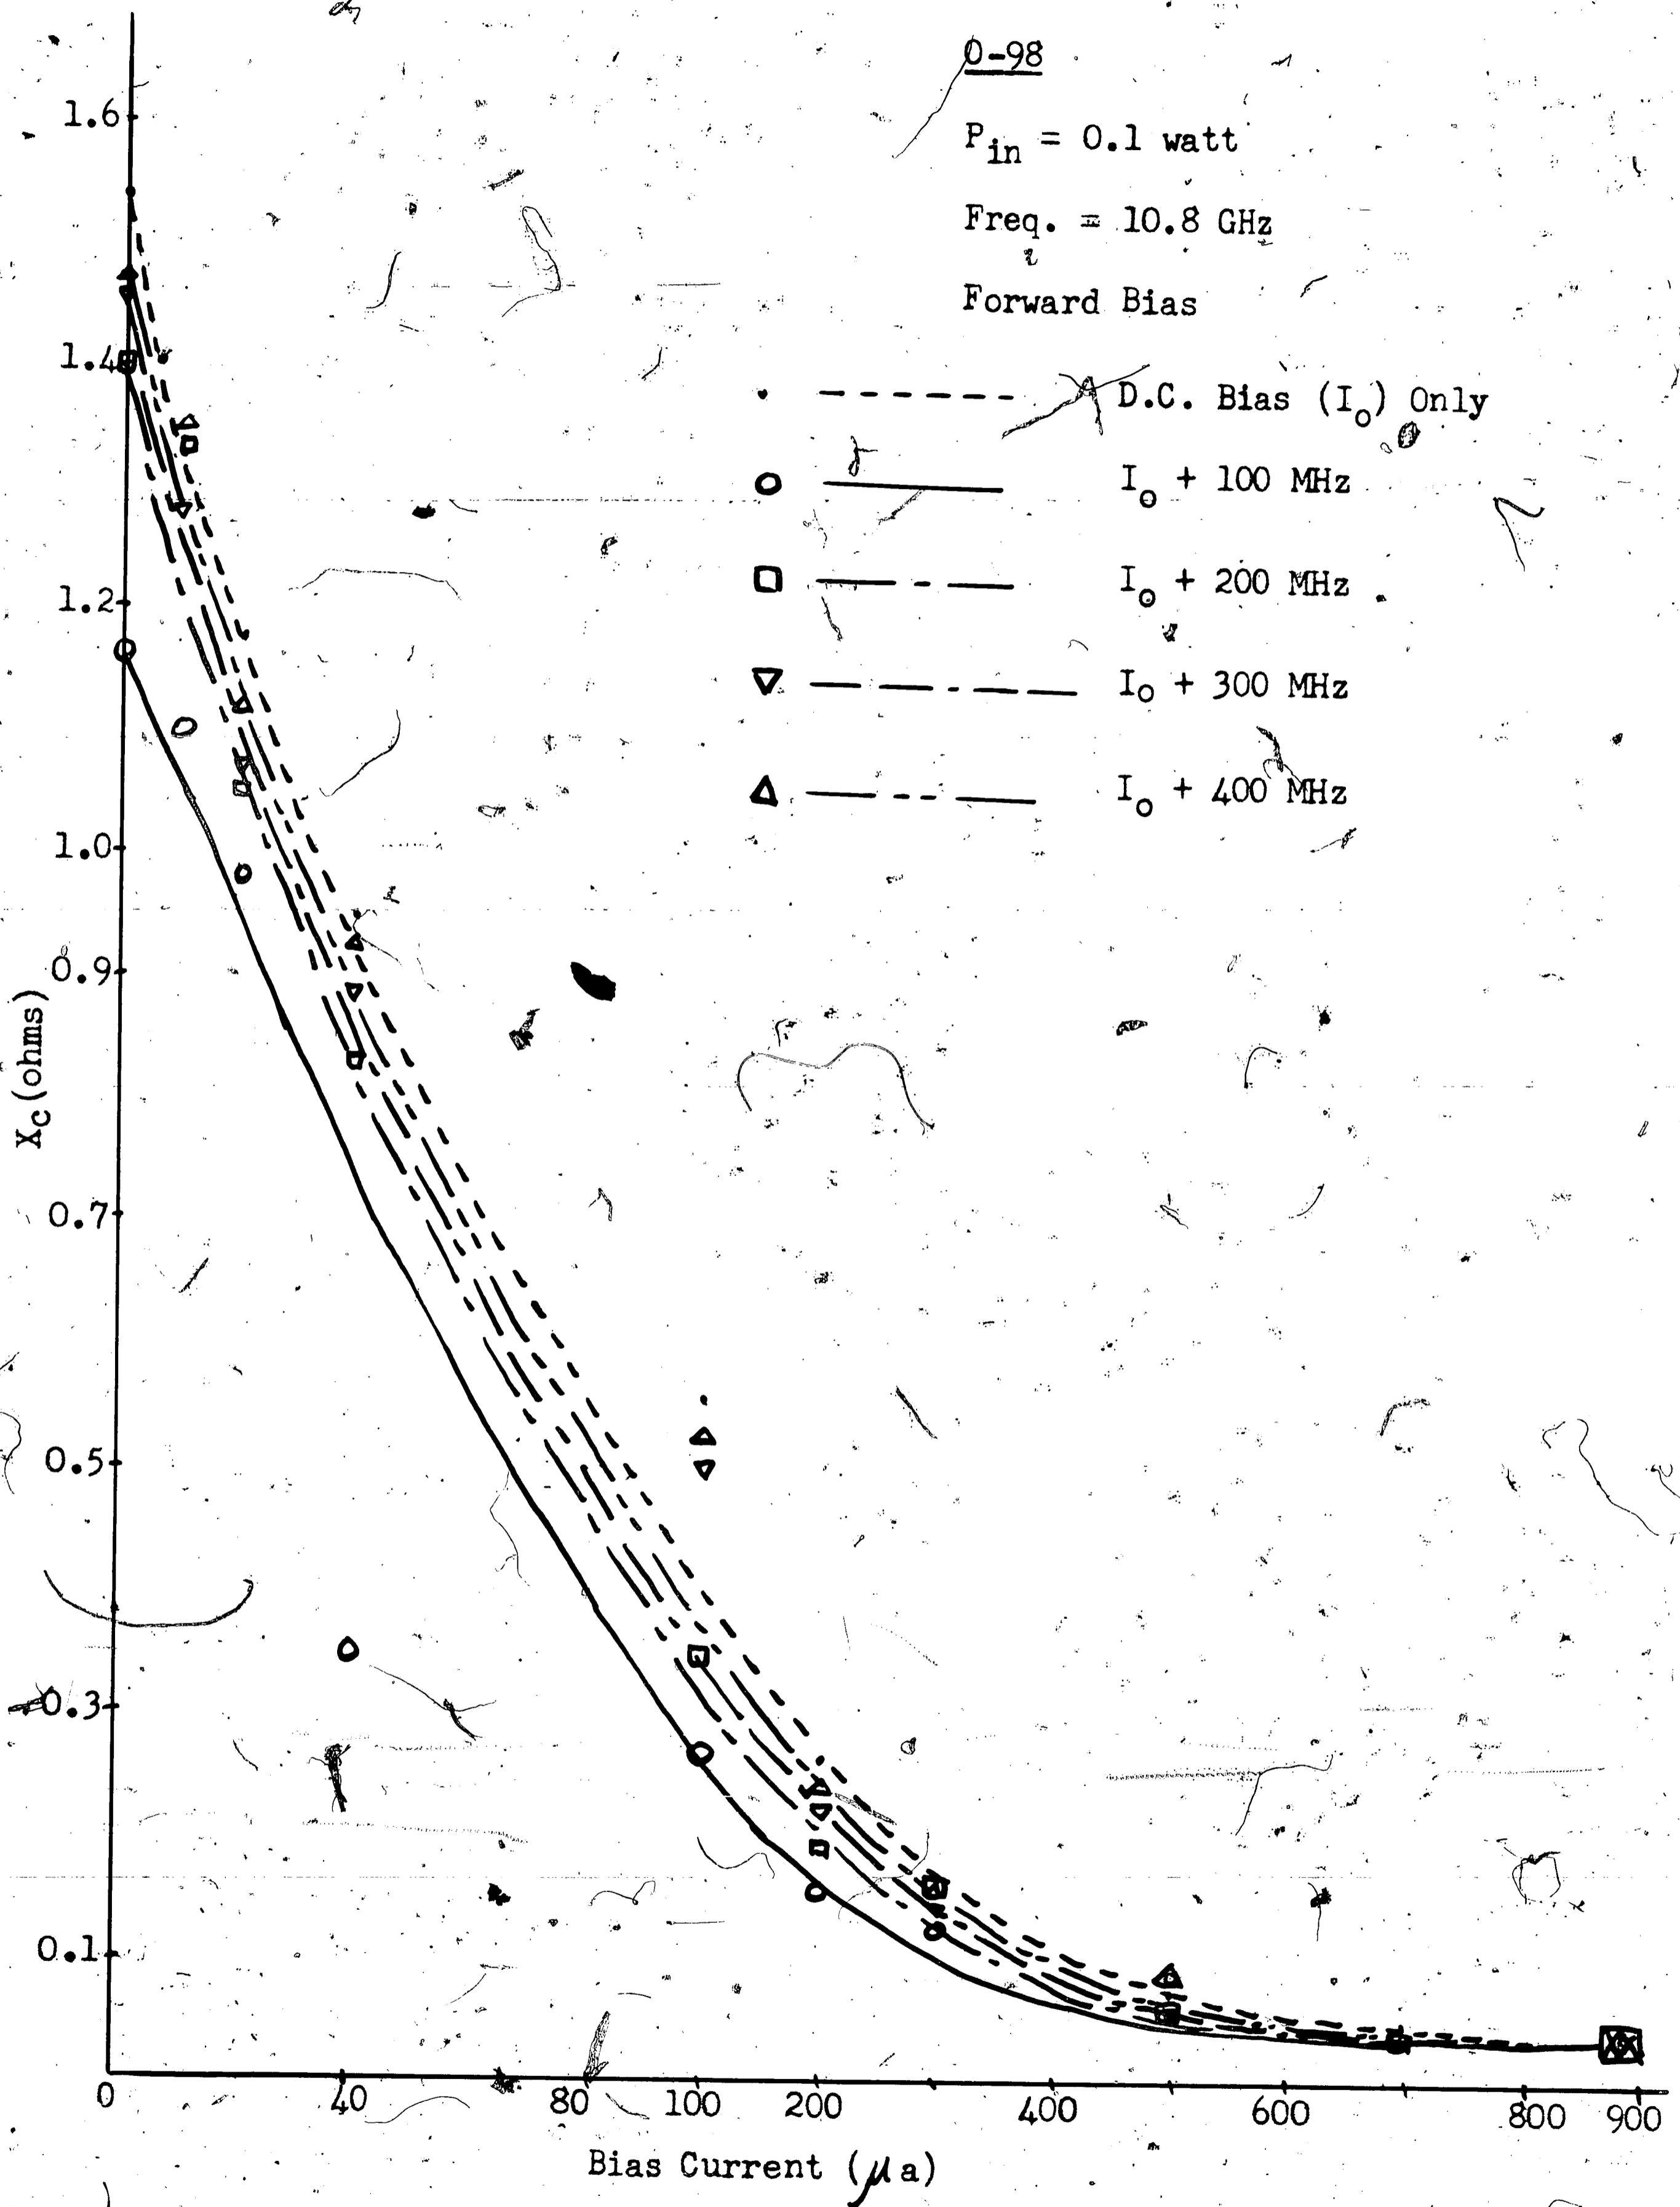 O-98
P_in = 0.1 watt
Freq. = 10.8 GHz
Forward Bias
D.C. Bias (I_o) Only
I_o + 100 MHz
I_o + 200 MHz
I_o + 300 MHz
I_o + 400 MHz
1.6
1.4
1.2
1.0
0.9
0.7
0.5
0.3
0.1
X_C(ohms)
0 40 80 100 200 400 600 800 900
Bias Current (μa)